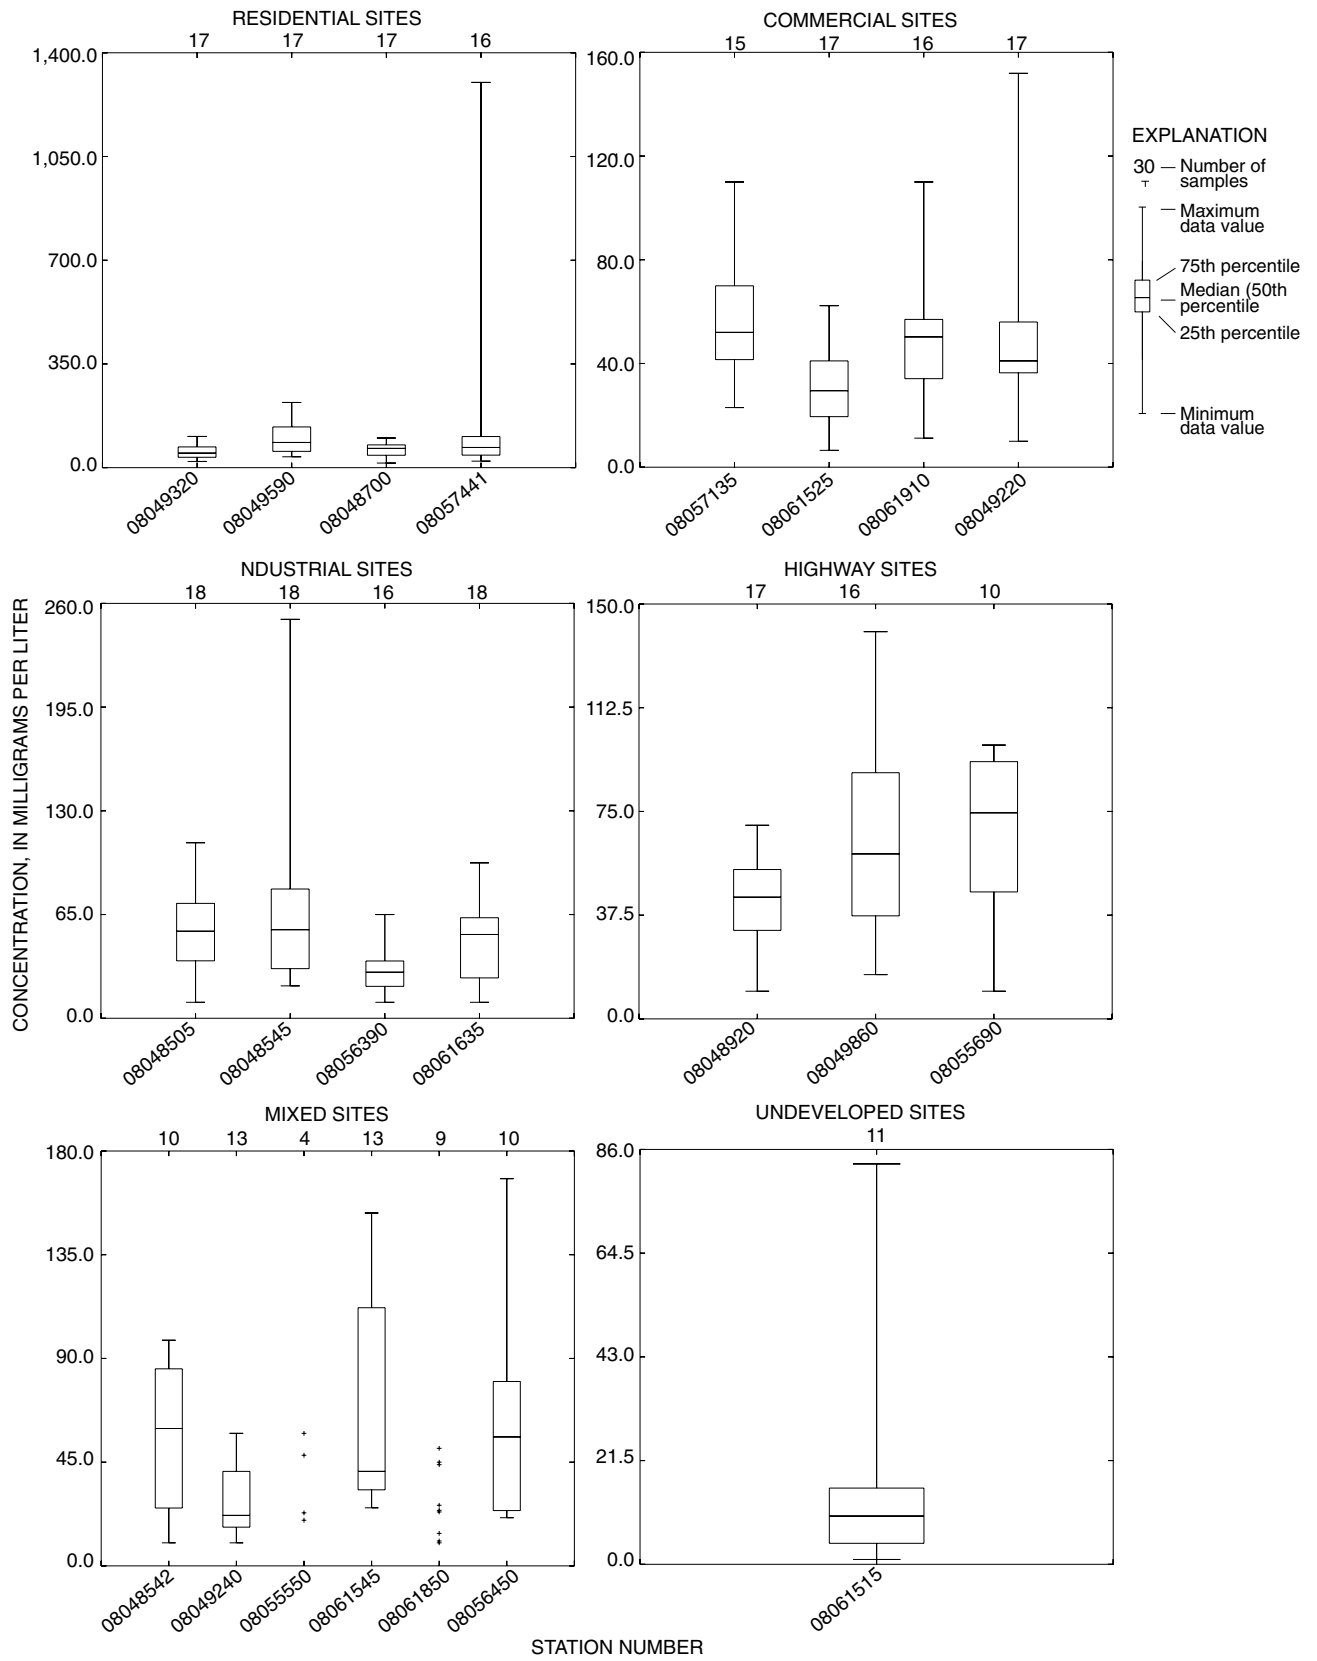 RESIDENTIAL SITES
17 17 17 16
1,400.0
1,050.0
700.0
350.0
0.0
08049320 08049590 08048700 08057441
COMMERCIAL SITES
15 17 16 17
160.0
120.0
80.0
40.0
0.0
08057135 08061525 08061910 08049220
EXPLANATION
30 Number of
samples
Maximum
data value
75th percentile
Median (50th
percentile
25th percentile
Minimum
data value
CONCENTRATION, IN MILLIGRAMS PER LITER
NDUSTRIAL SITES
18 18 16 18
260.0
195.0
130.0
65.0
0.0
08048505 08048545 08056390 08061635
HIGHWAY SITES
17 16 10
150.0
112.5
75.0
37.5
0.0
08048920 08049860 08055690
MIXED SITES
10 13 4 13 9 10
180.0
135.0
90.0
45.0
0.0
08048542 08049240 08055550 08061545 08061850 08056450
UNDEVELOPED SITES
11
86.0
64.5
43.0
21.5
0.0
08061515
STATION NUMBER